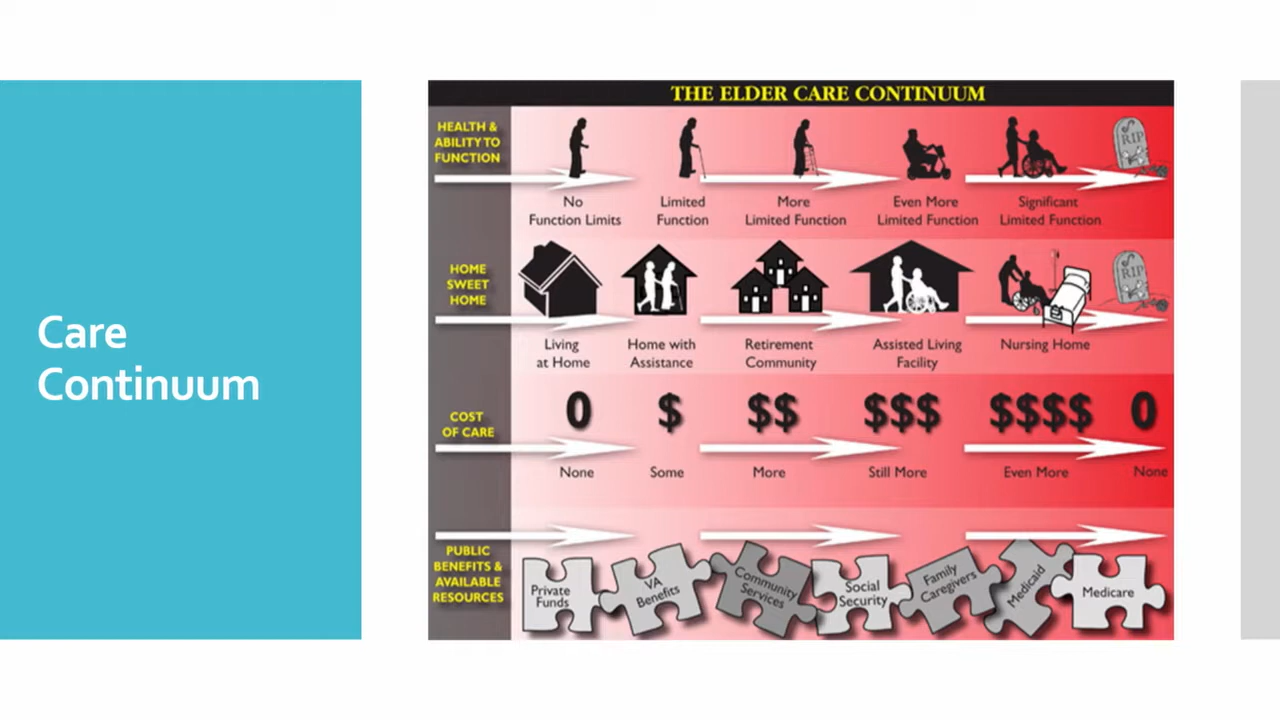 Care
Continuum
THE ELDER CARE CONTINUUM
HEALTH &
ABILITY TO
FUNCTION
RIP
No
Function Limits
Limited
Function
More
Limited Function
Even More
Limited Function
Significant
Limited Function
HOME
SWEET
HOME
RIP
Living
at Home
Home with
Assistance
Retirement
Community
Assisted Living
Facility
Nursing Home
COST
OF CARE
0
$
$$
$$$
$$$$
0
None
Some
More
Still More
Even More
None
PUBLIC
BENEFITS &
AVAILABLE
RESOURCES
Private
Funds
VA
Benefits
Community
Services
Social
Security
Family
Caregivers
Medicaid
Medicare